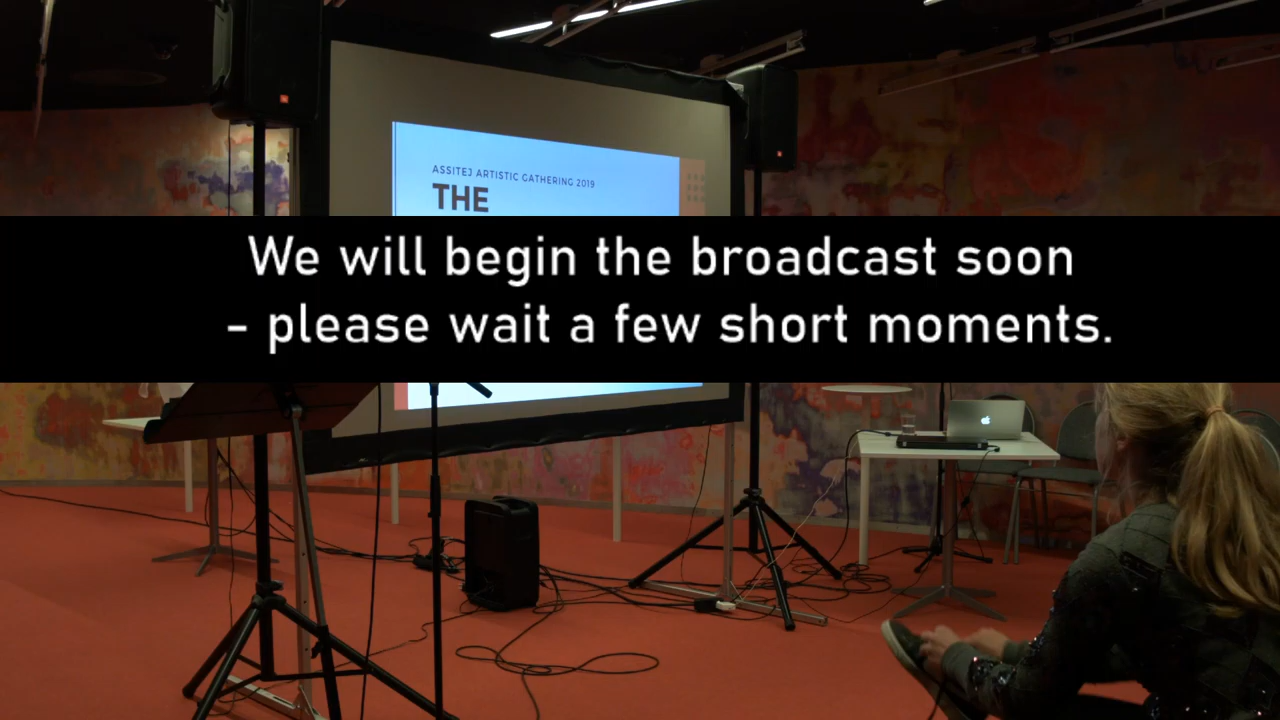 ASSITEJ ARTISTIC GATHERING 2019
THE
We will begin the broadcast soon
- please wait a few short moments.